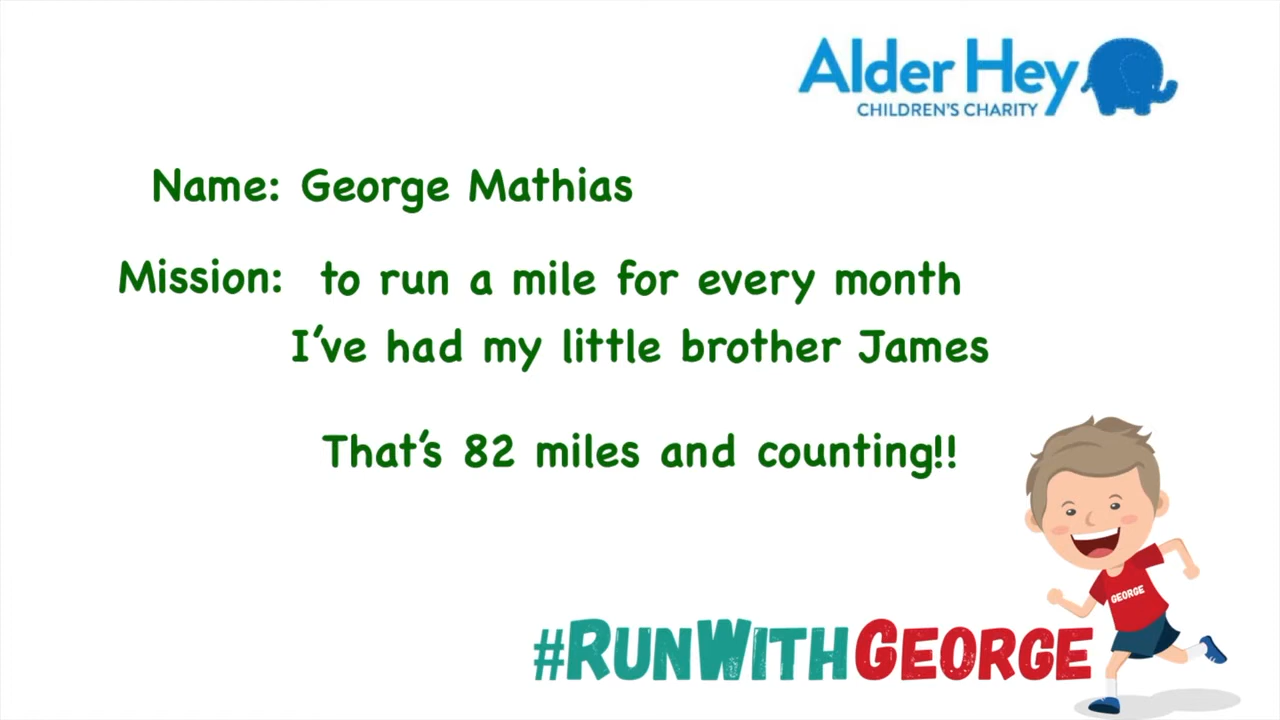 Alder Hey
CHILDREN'S CHARITY
Name: George Mathias
Mission: to run a mile for every month
I've had my little brother James
That's 82 miles and counting!!
GEORGE
#RUNWITHGEORGE